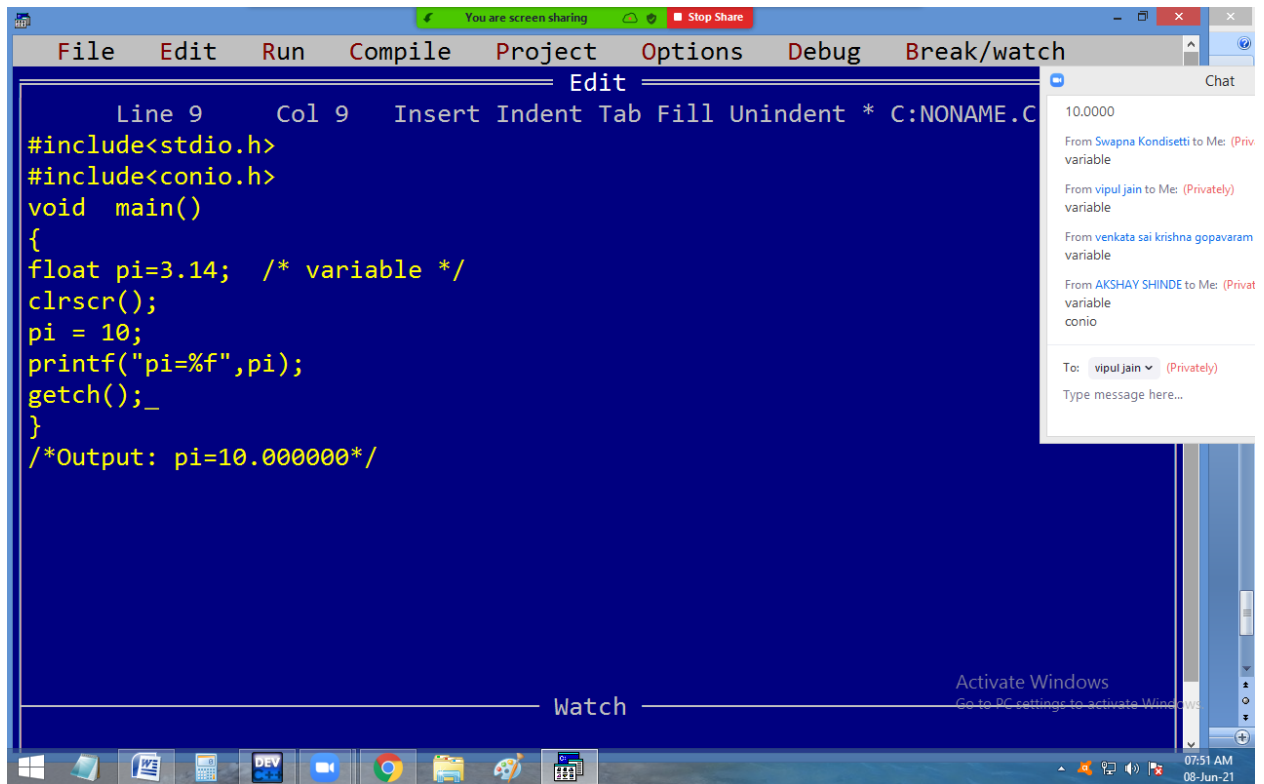 You are screen sharing Stop Share
File Edit Run Compile Project Options Debug Break/watch
Edit
Line 9 Col 9 Insert Indent Tab Fill Unindent * C:NONAME.C
#include<stdio.h>
#include<conio.h>
void main()
{
float pi=3.14; /* variable */
clrscr();
pi = 10;
printf("pi=%f",pi);
getch();_
}
/*Output: pi=10.000000*/
Watch
Chat
10.0000
From Swapna Kondisetti to Me: (Priv
variable
From vipul jain to Me: (Privately)
variable
From venkata sai krishna gopavaram
variable
From AKSHAY SHINDE to Me: (Privat
variable
conio
To: vipul jain (Privately)
Type message here...
Activate Windows
Go to PC settings to activate Windows.
DEV
C++
07:51 AM
08-Jun-21